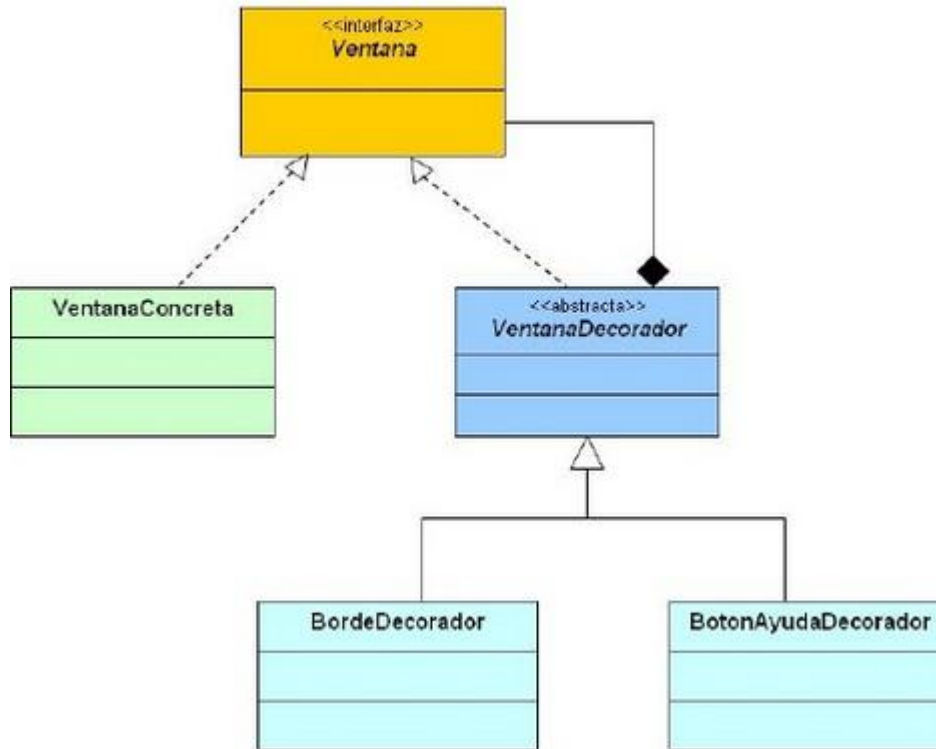 <<interfaz>>
Ventana
VentanaConcreta
<<abstracta>>
VentanaDecorador
BordeDecorador
BotonAyudaDecorador